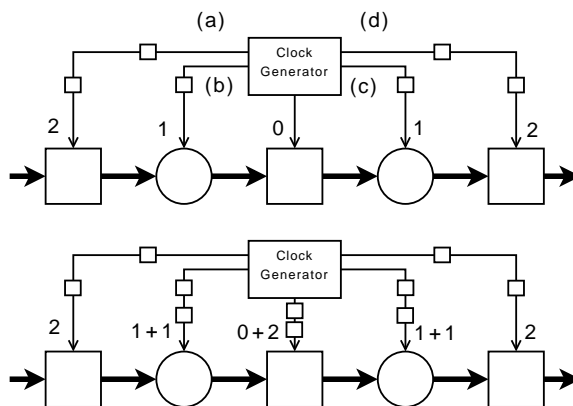 (a) (d)
Clock
Generator
(b) (c)
2 1 0 1 2
Clock
Generator
2 1+1 0+2 1+1 2